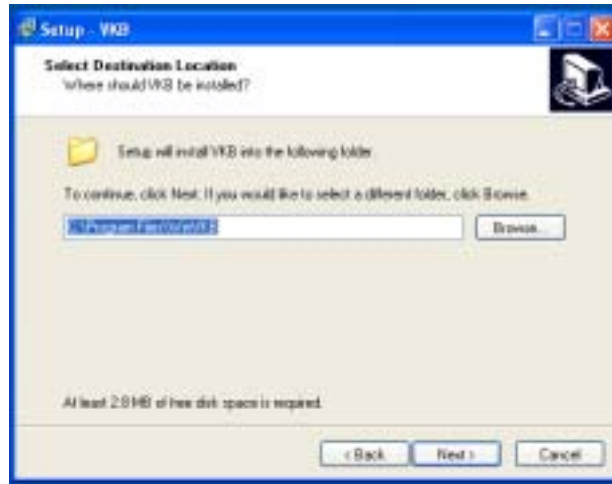 Setup - VKB
Select Destination Location
Where should VKB be installed?
Setup will install VKB into the following folder
To continue, click Next. If you would like to select a different folder, click Browse.
Browse...
At least 2.8 MB of free disk space is required.
< Back
Next >
Cancel